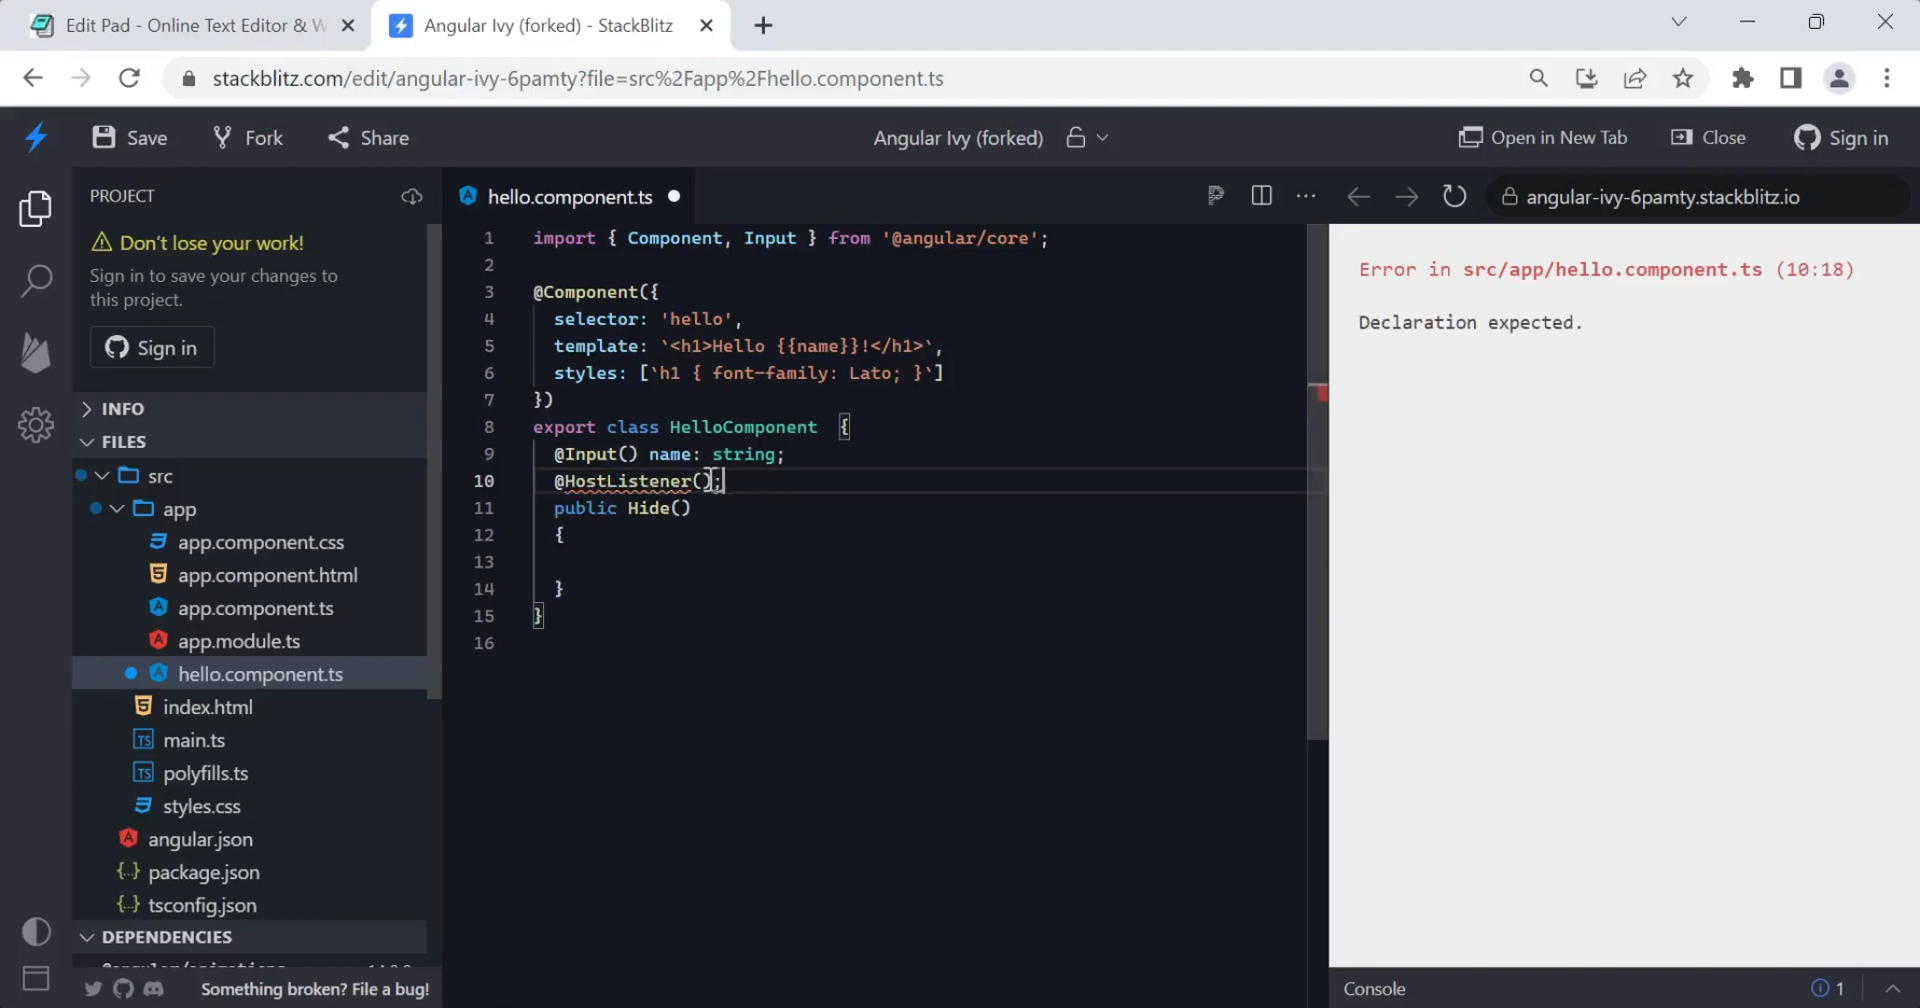 Edit Pad - Online Text Editor & W
Angular Ivy (forked) - StackBlitz
stackblitz.com/edit/angular-ivy-6pamty?file=src%2Fapp%2Fhello.component.ts
Save
Fork
Share
Angular Ivy (forked)
Open in New Tab
Close
Sign in
PROJECT
Don't lose your work!
Sign in to save your changes to
this project.
Sign in
INFO
FILES
src
app
app.component.css
app.component.html
app.component.ts
app.module.ts
hello.component.ts
index.html
main.ts
polyfills.ts
styles.css
angular.json
package.json
tsconfig.json
DEPENDENCIES
Something broken? File a bug!
hello.component.ts
1 import { Component, Input } from '@angular/core';
2
3 @Component({
4 selector: 'hello',
5 template: `<h1>Hello {{name}}!</h1>`,
6 styles: [`h1 { font-family: Lato; }`]
7 })
8 export class HelloComponent {
9 @Input() name: string;
10 @HostListener();
11 public Hide()
12 {
13
14 }
15 }
16
angular-ivy-6pamty.stackblitz.io
Error in src/app/hello.component.ts (10:18)
Declaration expected.
Console
1